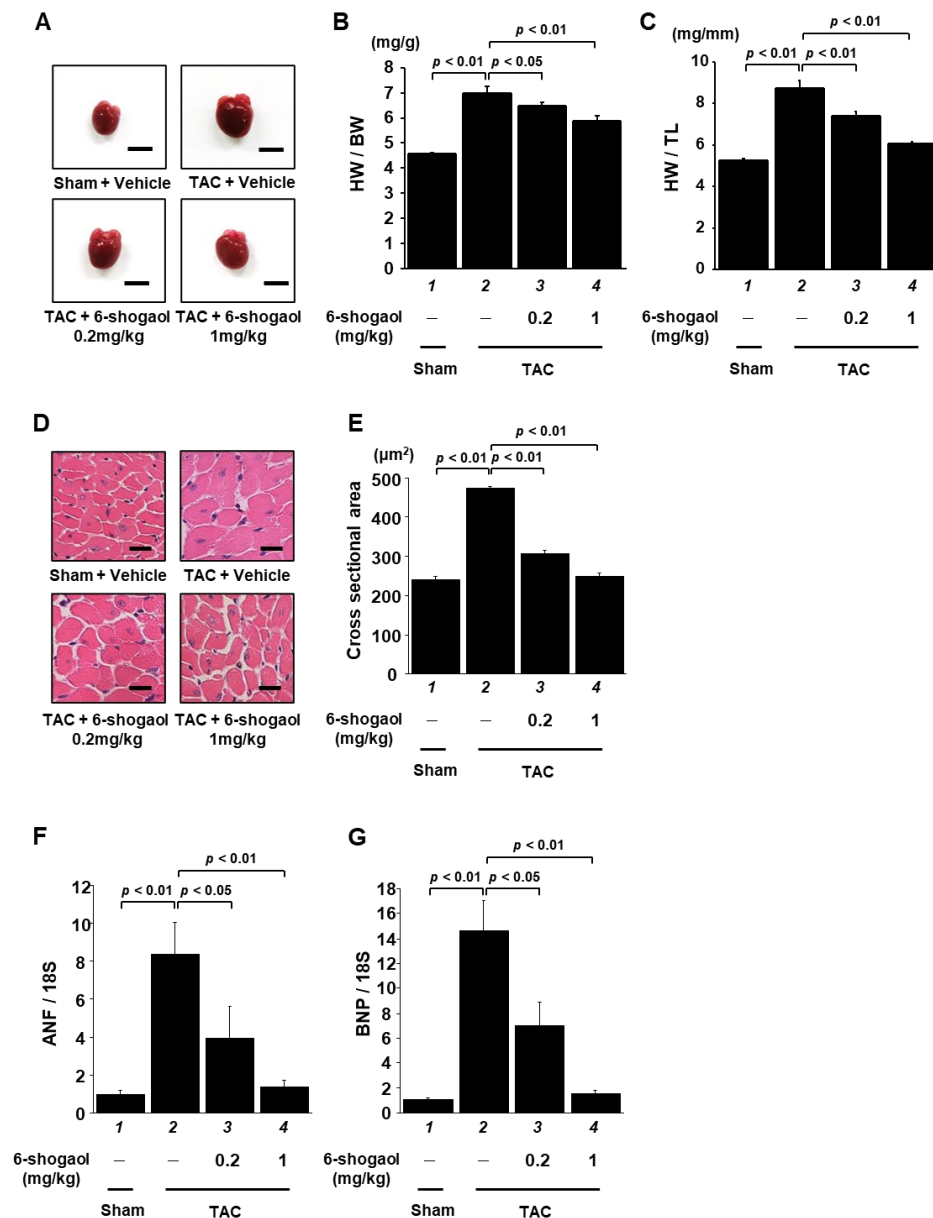 A
Sham + Vehicle
TAC + Vehicle
TAC + 6-shogaol
0.2mg/kg
TAC + 6-shogaol
1mg/kg
B
(mg/g)
p < 0.01
p < 0.01
p < 0.05
HW / BW
8
7
6
5
4
3
2
1
0
1 2 3 4
6-shogaol
(mg/kg)
– – 0.2 1
Sham TAC
C
(mg/mm)
p < 0.01
p < 0.01
p < 0.01
HW / TL
10
8
6
4
2
0
1 2 3 4
6-shogaol
(mg/kg)
– – 0.2 1
Sham TAC
D
Sham + Vehicle
TAC + Vehicle
TAC + 6-shogaol
0.2mg/kg
TAC + 6-shogaol
1mg/kg
E
(μm²)
p < 0.01
p < 0.01
p < 0.01
Cross sectional area
500
400
300
200
100
0
1 2 3 4
6-shogaol
(mg/kg)
– – 0.2 1
Sham TAC
F
p < 0.01
p < 0.01
p < 0.05
ANF / 18S
12
10
8
6
4
2
0
1 2 3 4
6-shogaol
(mg/kg)
– – 0.2 1
Sham TAC
G
p < 0.01
p < 0.01
p < 0.05
BNP / 18S
18
16
14
12
10
8
6
4
2
0
1 2 3 4
6-shogaol
(mg/kg)
– – 0.2 1
Sham TAC